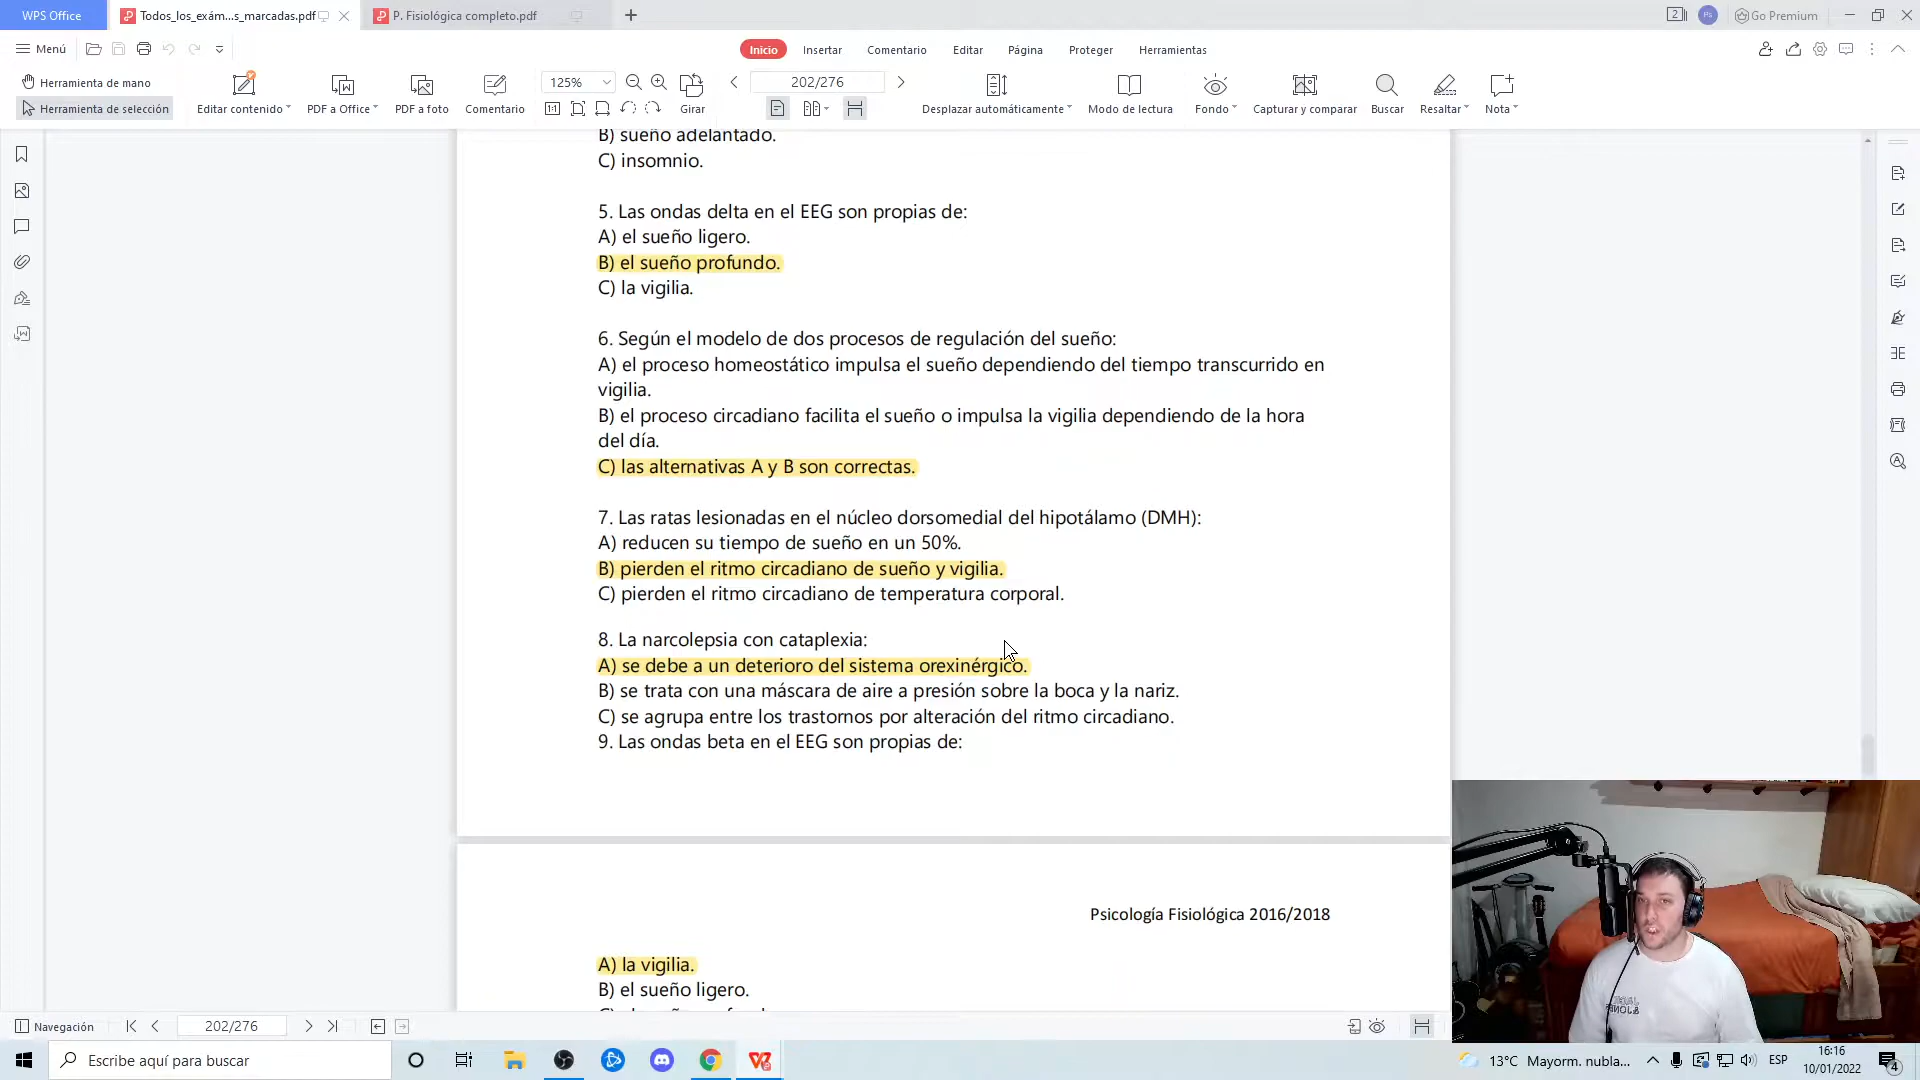 WPS Office
Todos_los_exám...s_marcadas.pdf
P. Fisiológica completo.pdf
2
Go Premium
Menú
Inicio
Insertar
Comentario
Editar
Página
Proteger
Herramientas
Herramienta de mano
Herramienta de selección
Editar contenido
PDF a Office
PDF a foto
Comentario
125%
202/276
Girar
Desplazar automáticamente
Modo de lectura
Fondo
Capturar y comparar
Buscar
Resaltar
Nota
B) sueño adelantado.
C) insomnio.
5. Las ondas delta en el EEG son propias de:
A) el sueño ligero.
B) el sueño profundo.
C) la vigilia.
6. Según el modelo de dos procesos de regulación del sueño:
A) el proceso homeostático impulsa el sueño dependiendo del tiempo transcurrido en
vigilia.
B) el proceso circadiano facilita el sueño o impulsa la vigilia dependiendo de la hora
del día.
C) las alternativas A y B son correctas.
7. Las ratas lesionadas en el núcleo dorsomedial del hipotálamo (DMH):
A) reducen su tiempo de sueño en un 50%.
B) pierden el ritmo circadiano de sueño y vigilia.
C) pierden el ritmo circadiano de temperatura corporal.
8. La narcolepsia con cataplexia:
A) se debe a un deterioro del sistema orexinérgico.
B) se trata con una máscara de aire a presión sobre la boca y la nariz.
C) se agrupa entre los trastornos por alteración del ritmo circadiano.
9. Las ondas beta en el EEG son propias de:
Psicología Fisiológica 2016/2018
A) la vigilia.
B) el sueño ligero.
Navegación
202/276
Escribe aquí para buscar
13°C Mayorm. nubla...
ESP
16:16
10/01/2022
4